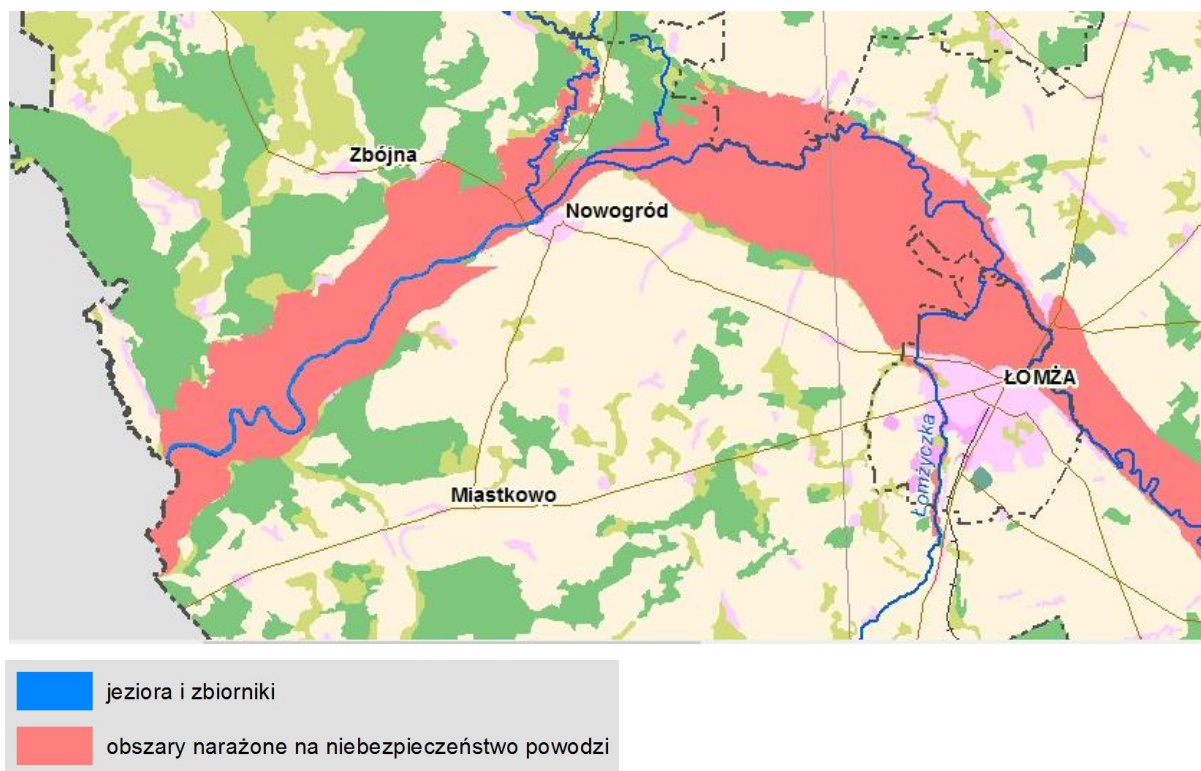 Zbójna
Nowogród
ŁOMŻA
Łomżyczka
Miastkowo
jeziora i zbiorniki
obszary narażone na niebezpieczeństwo powodzi